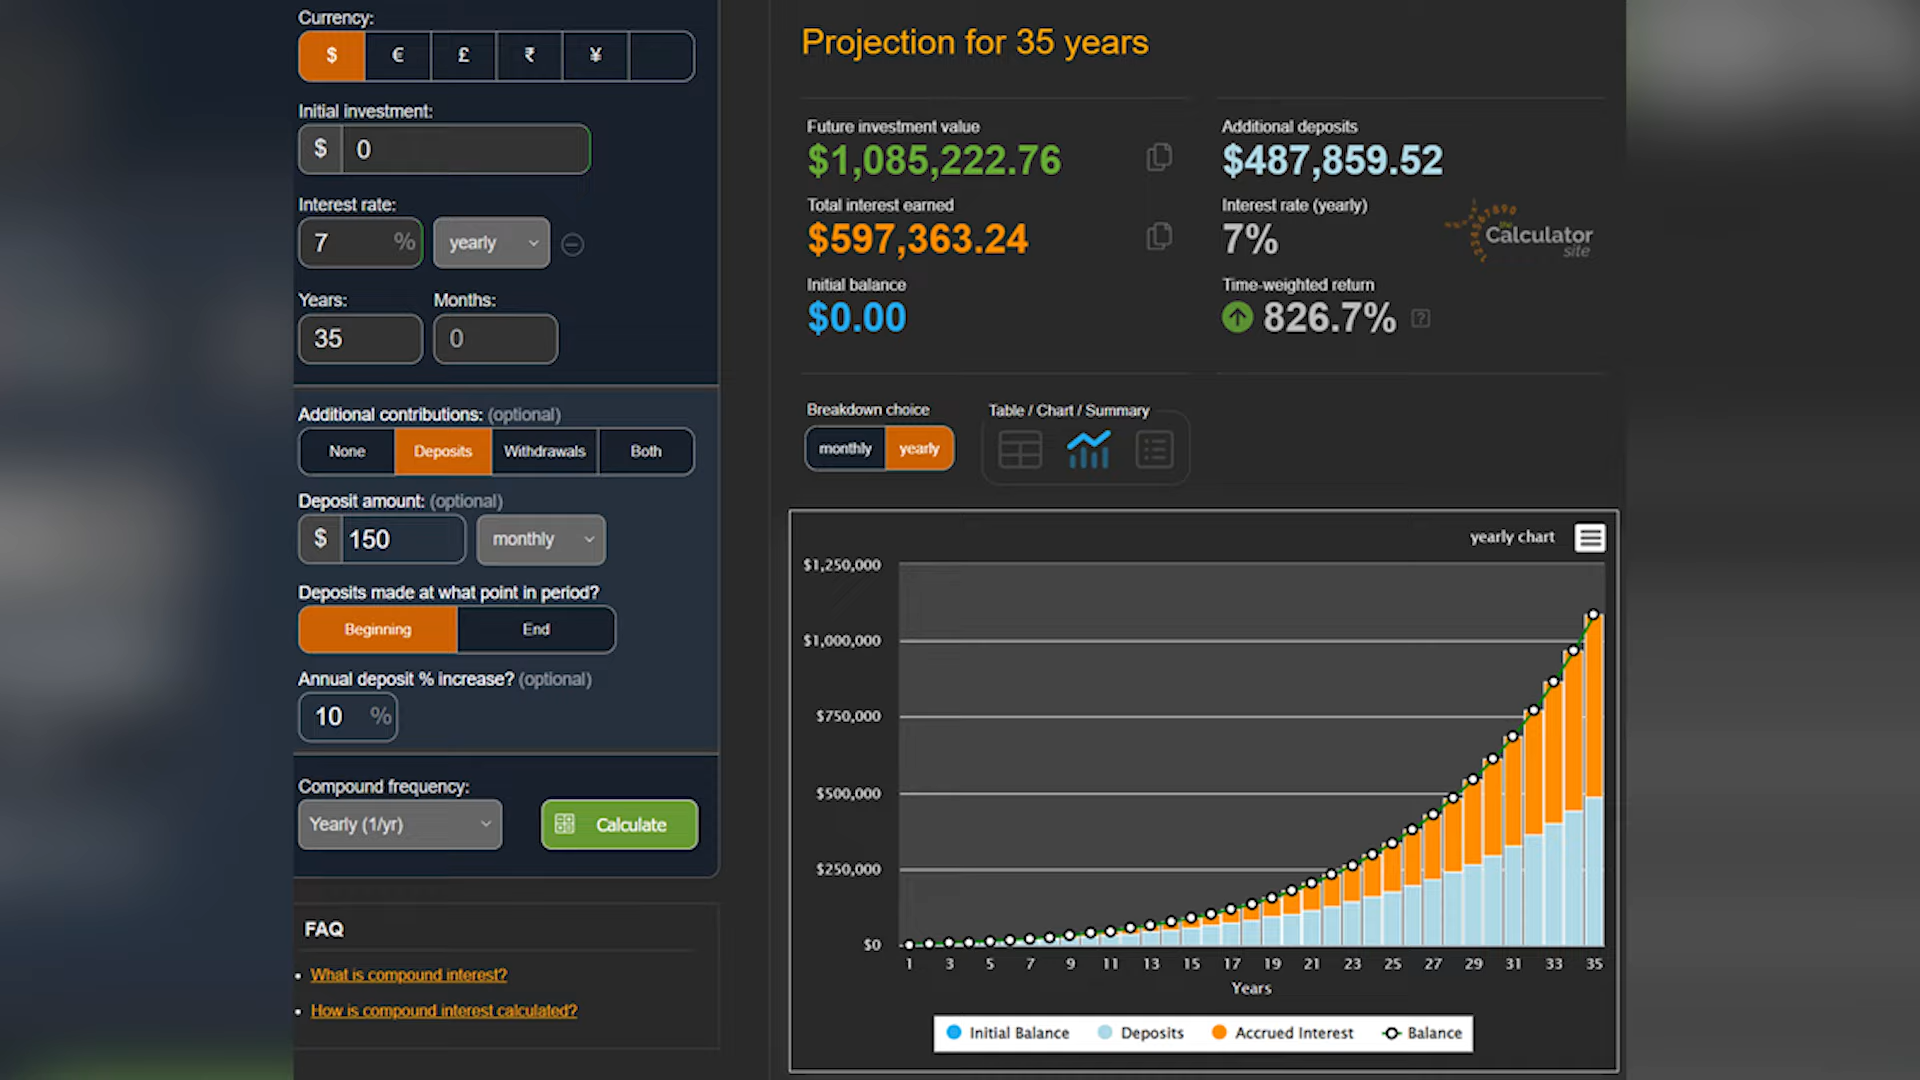 Currency:
$ € £ ₹ ¥
Initial investment:
$ 0
Interest rate:
7 % yearly
Years: Months:
35 0
Additional contributions: (optional)
None Deposits Withdrawals Both
Deposit amount: (optional)
$ 150 monthly
Deposits made at what point in period?
Beginning End
Annual deposit % increase? (optional)
10 %
Compound frequency:
Yearly (1/yr) Calculate
FAQ
What is compound interest?
How is compound interest calculated?
Projection for 35 years
Future investment value
$1,085,222.76
Additional deposits
$487,859.52
Total interest earned
$597,363.24
Interest rate (yearly)
7%
the
Calculator
site
Initial balance
$0.00
Time-weighted return
826.7% ?
Breakdown choice
monthly yearly
Table / Chart / Summary
yearly chart
$1,250,000
$1,000,000
$750,000
$500,000
$250,000
$0
1 3 5 7 9 11 13 15 17 19 21 23 25 27 29 31 33 35
Years
Initial Balance Deposits Accrued Interest Balance